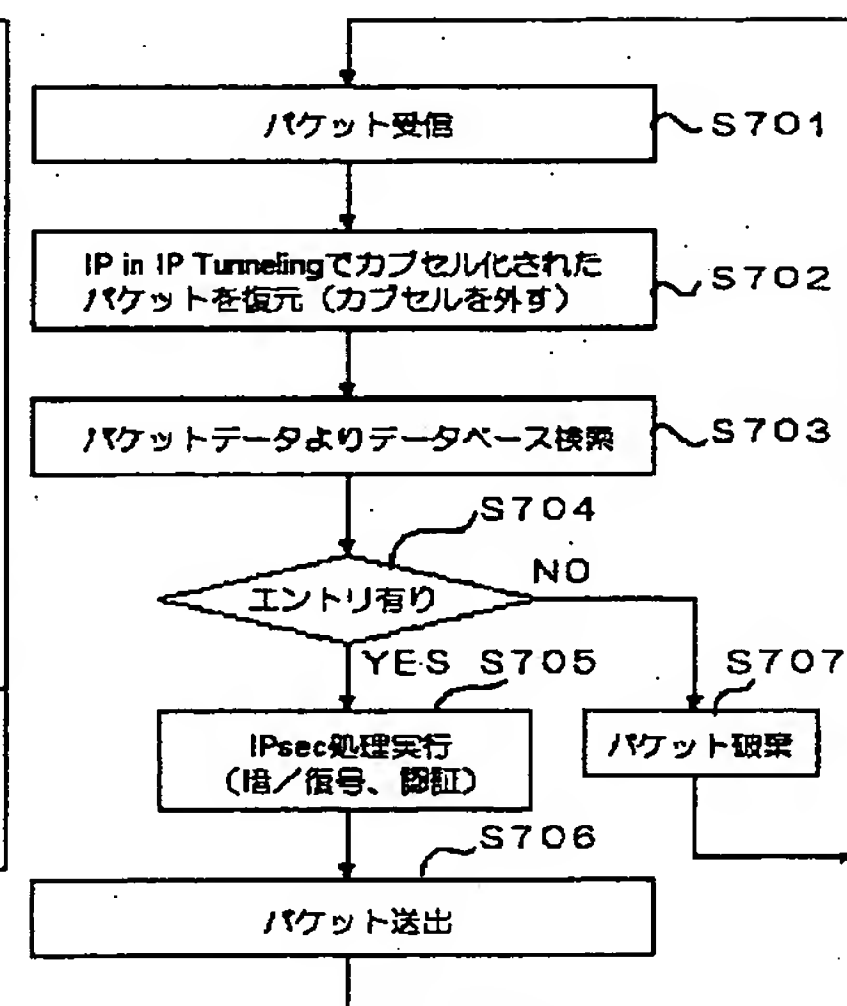 パケット受信
S701
IP in IP Tunnelingでカプセル化された
パケットを復元（カプセルを外す）
S702
パケットデータよりデータベース検索
S703
S704
エントリ有り
NO
YES
S705
S707
IPsec処理実行
（暗／復号、認証）
パケット破棄
S706
パケット送出